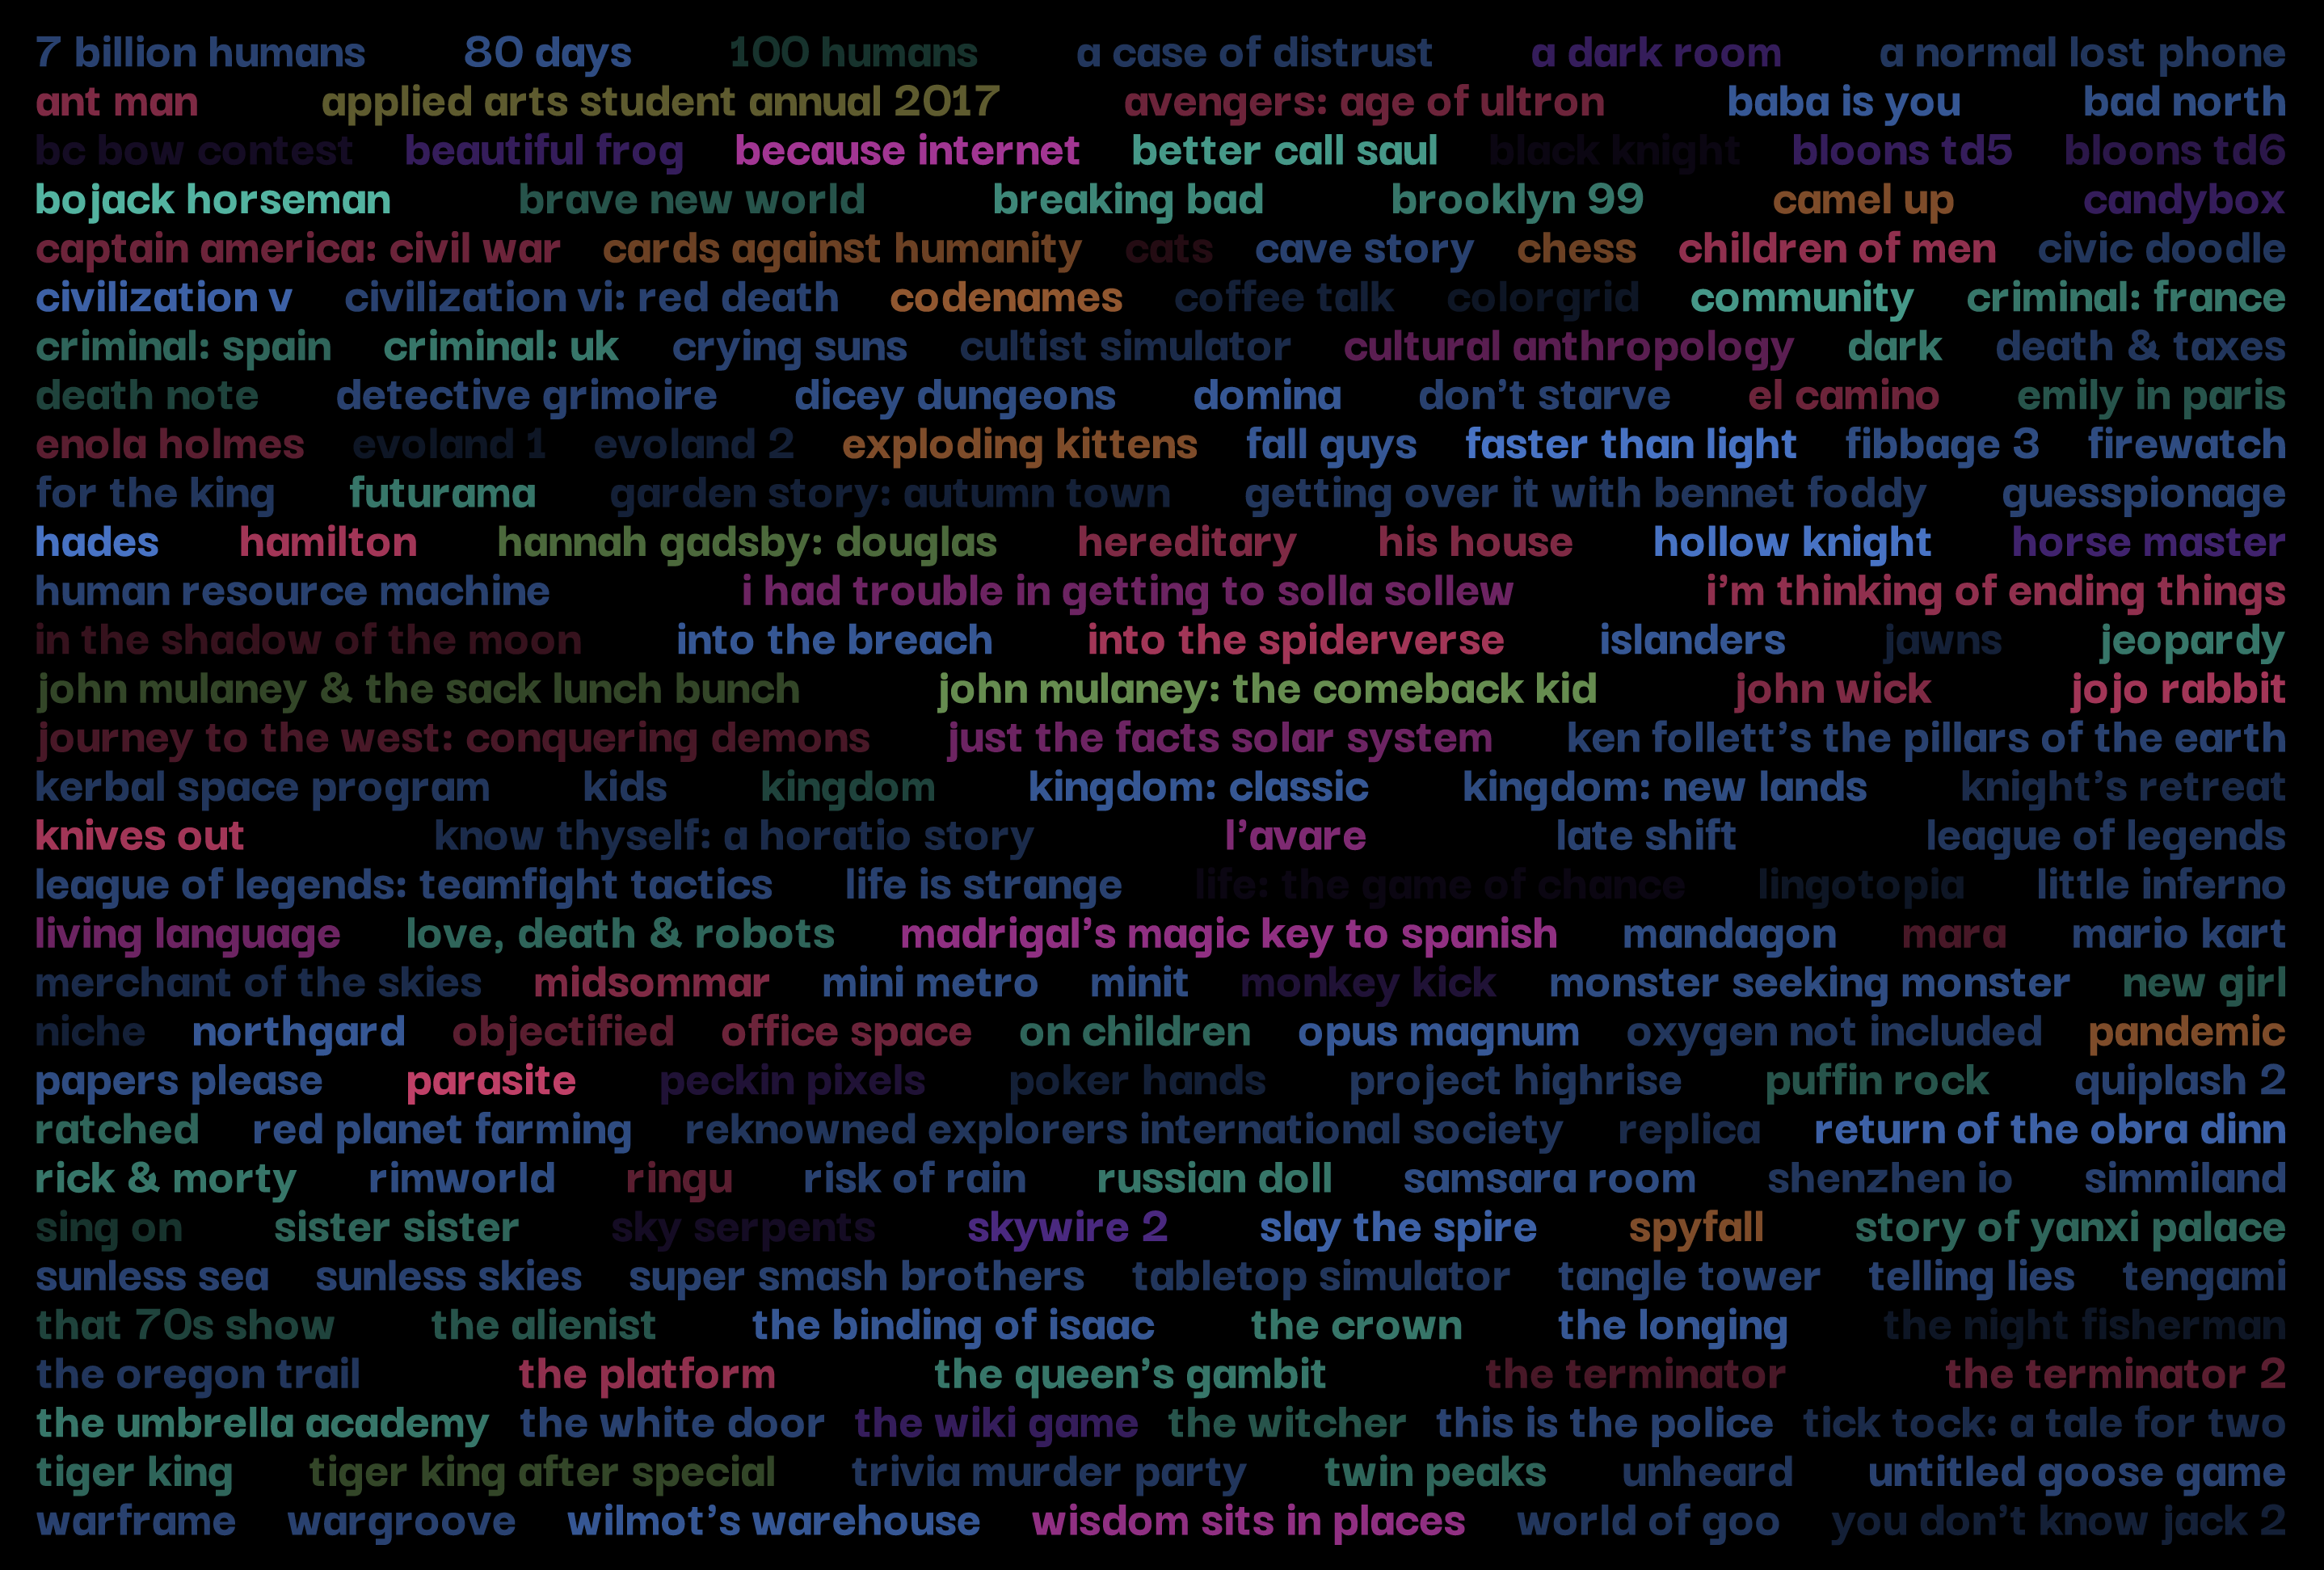 7 billion humans 80 days 100 humans a case of distrust a dark room a normal lost phone
ant man applied arts student annual 2017 avengers: age of ultron baba is you bad north
bc bow contest beautiful frog because internet better call saul black knight bloons td5 bloons td6
bojack horseman brave new world breaking bad brooklyn 99 camel up candybox
captain america: civil war cards against humanity cats cave story chess children of men civic doodle
civilization v civilization vi: red death codenames coffee talk colorgrid community criminal: france
criminal: spain criminal: uk crying suns cultist simulator cultural anthropology dark death & taxes
death note detective grimoire dicey dungeons domina don’t starve el camino emily in paris
enola holmes evoland 1 evoland 2 exploding kittens fall guys faster than light fibbage 3 firewatch
for the king futurama garden story: autumn town getting over it with bennet foddy guesspionage
hades hamilton hannah gadsby: douglas hereditary his house hollow knight horse master
human resource machine i had trouble in getting to solla sollew i’m thinking of ending things
in the shadow of the moon into the breach into the spiderverse islanders jawns jeopardy
john mulaney & the sack lunch bunch john mulaney: the comeback kid john wick jojo rabbit
journey to the west: conquering demons just the facts solar system ken follett’s the pillars of the earth
kerbal space program kids kingdom kingdom: classic kingdom: new lands knight’s retreat
knives out know thyself: a horatio story l’avare late shift league of legends
league of legends: teamfight tactics life is strange life: the game of chance lingotopia little inferno
living language love, death & robots madrigal’s magic key to spanish mandagon mara mario kart
merchant of the skies midsommar mini metro minit monkey kick monster seeking monster new girl
niche northgard objectified office space on children opus magnum oxygen not included pandemic
papers please parasite peckin pixels poker hands project highrise puffin rock quiplash 2
ratched red planet farming reknowned explorers international society replica return of the obra dinn
rick & morty rimworld ringu risk of rain russian doll samsara room shenzhen io simmiland
sing on sister sister sky serpents skywire 2 slay the spire spyfall story of yanxi palace
sunless sea sunless skies super smash brothers tabletop simulator tangle tower telling lies tengami
that 70s show the alienist the binding of isaac the crown the longing the night fisherman
the oregon trail the platform the queen’s gambit the terminator the terminator 2
the umbrella academy the white door the wiki game the witcher this is the police tick tock: a tale for two
tiger king tiger king after special trivia murder party twin peaks unheard untitled goose game
warframe wargroove wilmot’s warehouse wisdom sits in places world of goo you don’t know jack 2